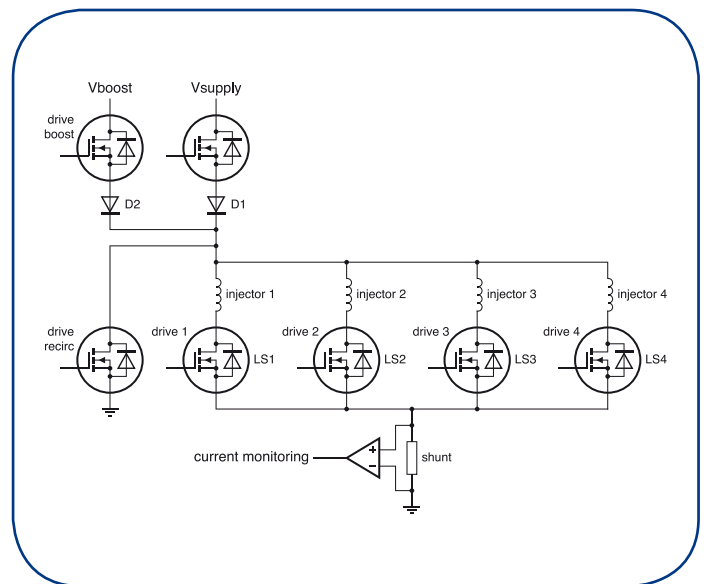 Vboost Vsupply
drive
boost
D2 D1
injector 1 injector 2 injector 3 injector 4
drive
recirc
drive 1 drive 2 drive 3 drive 4
LS1 LS2 LS3 LS4
+
−
current monitoring shunt